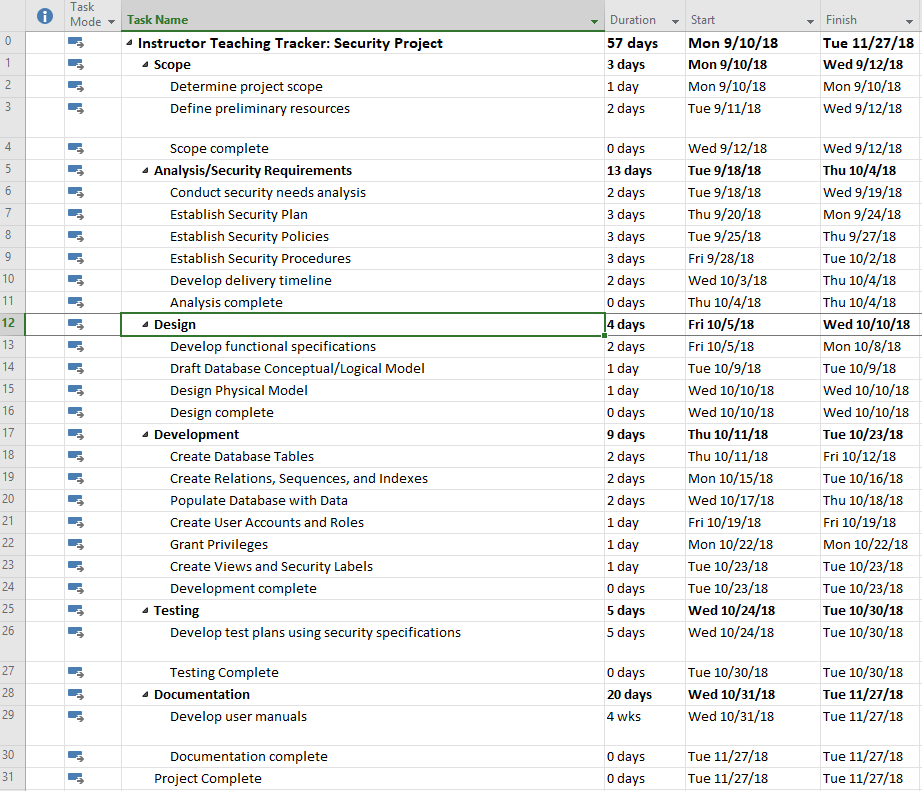 Task Mode Task Name Duration Start Finish
0 Instructor Teaching Tracker: Security Project 57 days Mon 9/10/18 Tue 11/27/18
1 Scope 3 days Mon 9/10/18 Wed 9/12/18
2 Determine project scope 1 day Mon 9/10/18 Mon 9/10/18
3 Define preliminary resources 2 days Tue 9/11/18 Wed 9/12/18
4 Scope complete 0 days Wed 9/12/18 Wed 9/12/18
5 Analysis/Security Requirements 13 days Tue 9/18/18 Thu 10/4/18
6 Conduct security needs analysis 2 days Tue 9/18/18 Wed 9/19/18
7 Establish Security Plan 3 days Thu 9/20/18 Mon 9/24/18
8 Establish Security Policies 3 days Tue 9/25/18 Thu 9/27/18
9 Establish Security Procedures 3 days Fri 9/28/18 Tue 10/2/18
10 Develop delivery timeline 2 days Wed 10/3/18 Thu 10/4/18
11 Analysis complete 0 days Thu 10/4/18 Thu 10/4/18
12 Design 4 days Fri 10/5/18 Wed 10/10/18
13 Develop functional specifications 2 days Fri 10/5/18 Mon 10/8/18
14 Draft Database Conceptual/Logical Model 1 day Tue 10/9/18 Tue 10/9/18
15 Design Physical Model 1 day Wed 10/10/18 Wed 10/10/18
16 Design complete 0 days Wed 10/10/18 Wed 10/10/18
17 Development 9 days Thu 10/11/18 Tue 10/23/18
18 Create Database Tables 2 days Thu 10/11/18 Fri 10/12/18
19 Create Relations, Sequences, and Indexes 2 days Mon 10/15/18 Tue 10/16/18
20 Populate Database with Data 2 days Wed 10/17/18 Thu 10/18/18
21 Create User Accounts and Roles 1 day Fri 10/19/18 Fri 10/19/18
22 Grant Privileges 1 day Mon 10/22/18 Mon 10/22/18
23 Create Views and Security Labels 1 day Tue 10/23/18 Tue 10/23/18
24 Development complete 0 days Tue 10/23/18 Tue 10/23/18
25 Testing 5 days Wed 10/24/18 Tue 10/30/18
26 Develop test plans using security specifications 5 days Wed 10/24/18 Tue 10/30/18
27 Testing Complete 0 days Tue 10/30/18 Tue 10/30/18
28 Documentation 20 days Wed 10/31/18 Tue 11/27/18
29 Develop user manuals 4 wks Wed 10/31/18 Tue 11/27/18
30 Documentation complete 0 days Tue 11/27/18 Tue 11/27/18
31 Project Complete 0 days Tue 11/27/18 Tue 11/27/18